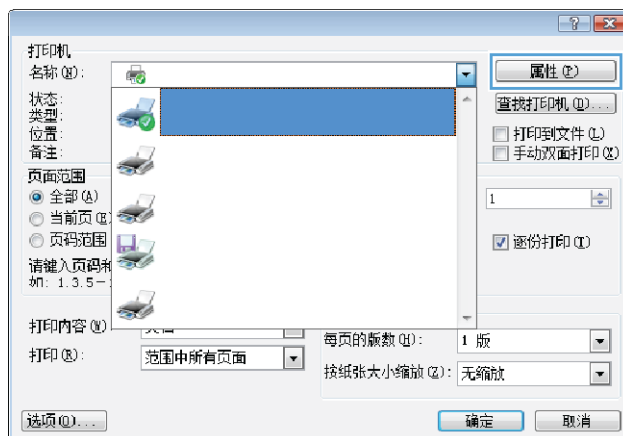 打印机
名称(N):
属性(P)
状态:
查找打印机(D)...
类型:
位置:
打印到文件(L)
备注:
手动双面打印(X)
页面范围
全部(A)
1
当前页(E)
页码范围
逐份打印(T)
请键入页码和
如: 1.3.5-
打印内容(W):
每页的版数(H):
1 版
打印(R):
范围中所有页面
按纸张大小缩放(Z):
无缩放
选项(O)...
确定
取消